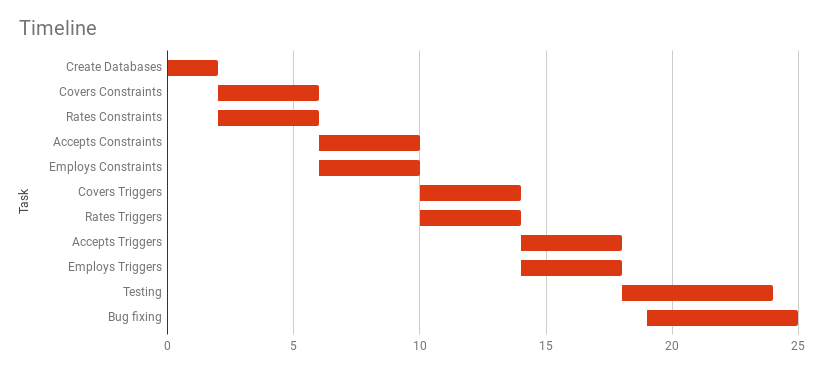 Timeline
Task
Create Databases
Covers Constraints
Rates Constraints
Accepts Constraints
Employs Constraints
Covers Triggers
Rates Triggers
Accepts Triggers
Employs Triggers
Testing
Bug fixing
0 5 10 15 20 25